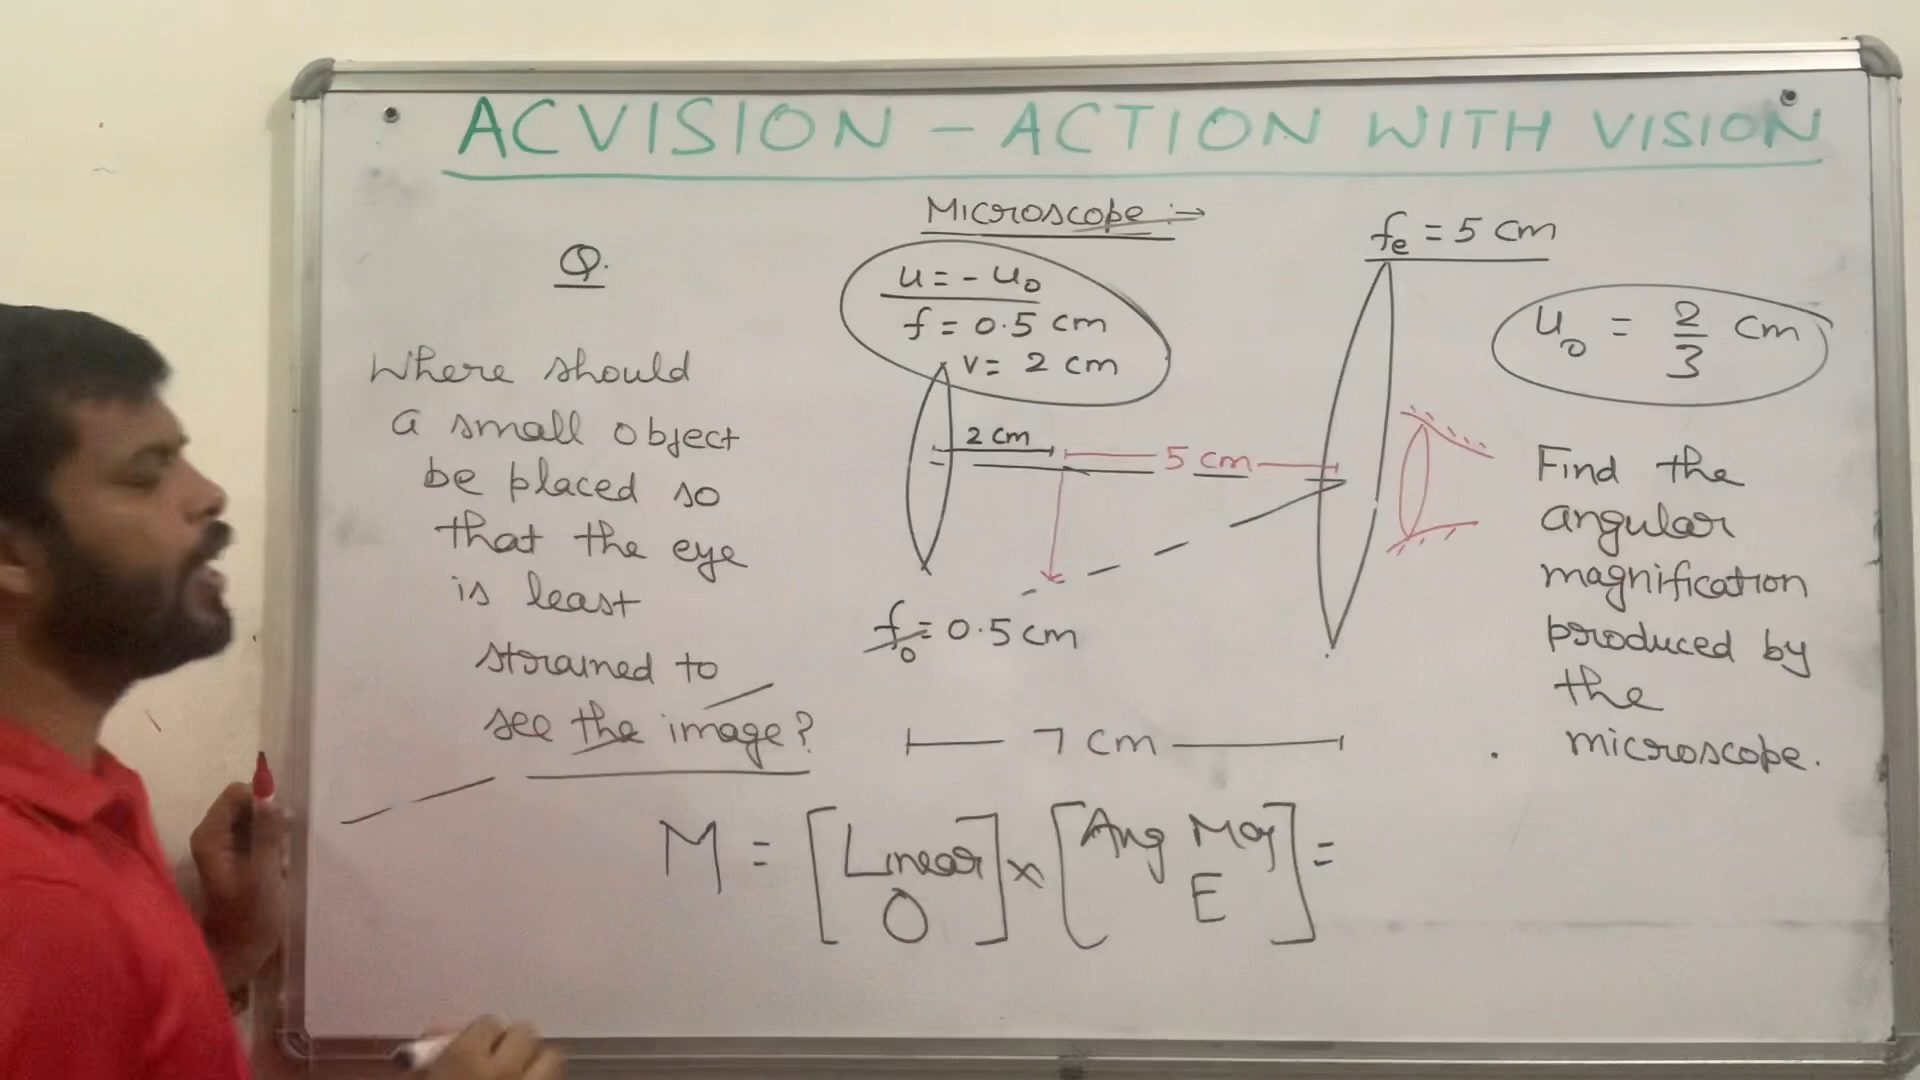 ACVISION - ACTION WITH VISION
Microscope :→
Q.
Where should
a small object
be placed so
that the eye
is least
strained to
see the image?
u = - u₀
f = 0.5 cm
v = 2 cm
2 cm
5 cm
f₀ = 0.5 cm
7 cm
fₑ = 5 cm
u₀ = 2/3 cm
Find the
angular
magnification
produced by
the
microscope.
M = [Linear O] × [Ang Mag E] =